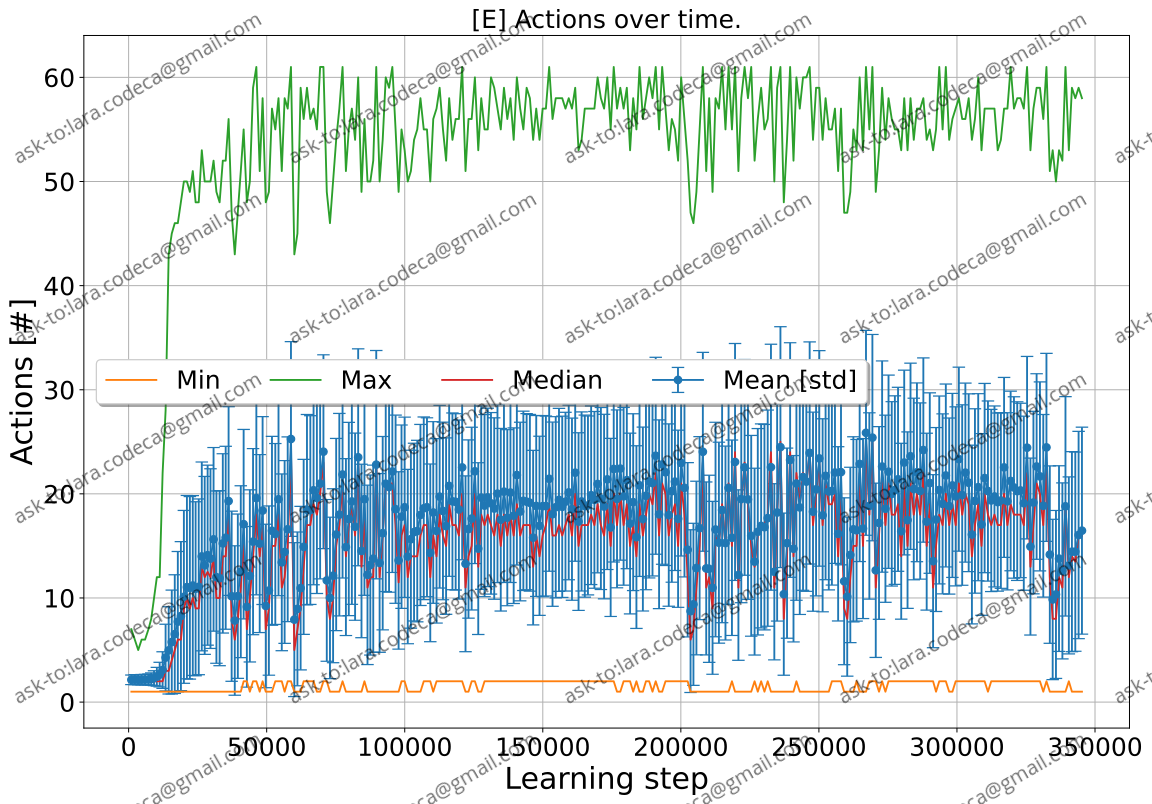 [E] Actions over time.
Actions [#]
60
50
40
30
20
10
0
Min Max Median Mean [std]
0 50000 100000 150000 200000 250000 300000 350000
Learning step
ask-to:lara.codeca@gmail.com